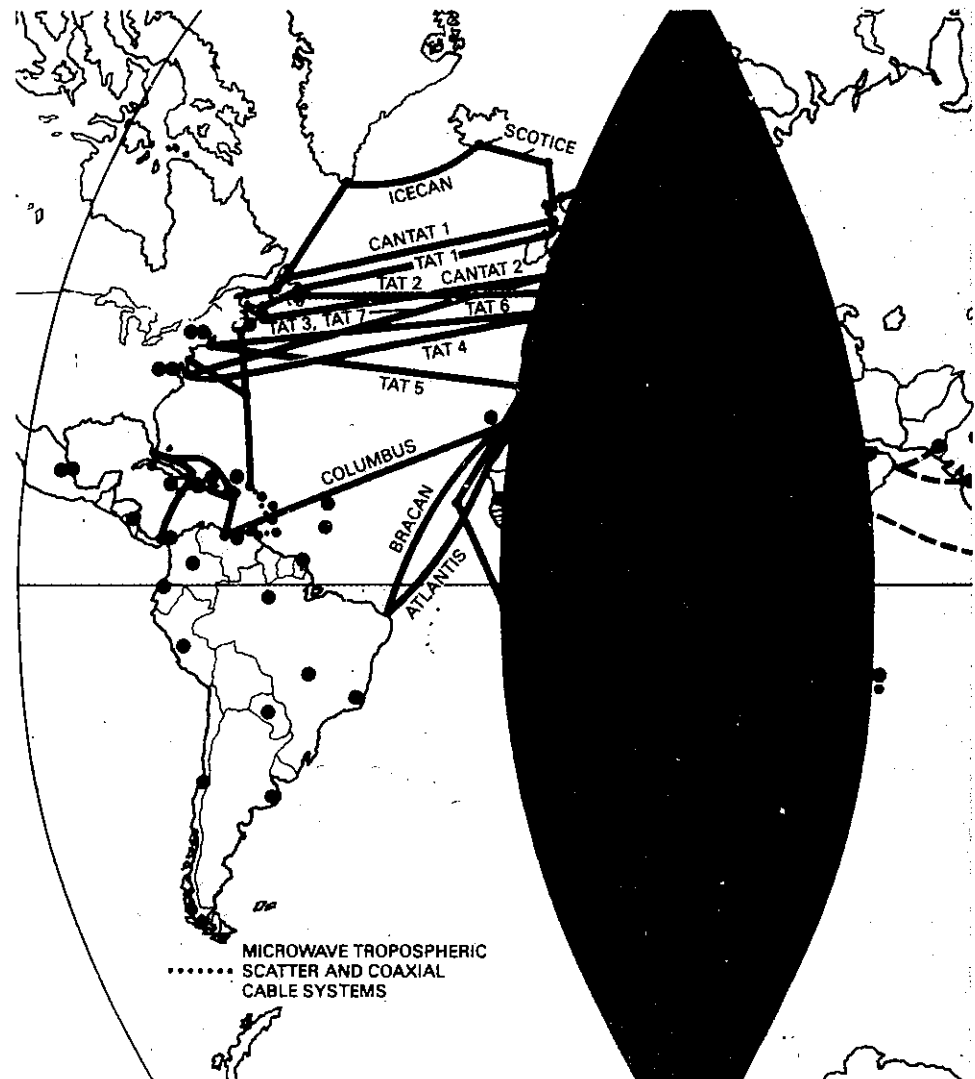 SCOTICE
ICECAN
CANTAT 1
TAT 1
TAT 2
CANTAT 2
TAT 3, TAT 7
TAT 6
TAT 4
TAT 5
COLUMBUS
BRACAN
ATLANTIS
MICROWAVE TROPOSPHERIC
SCATTER AND COAXIAL
CABLE SYSTEMS